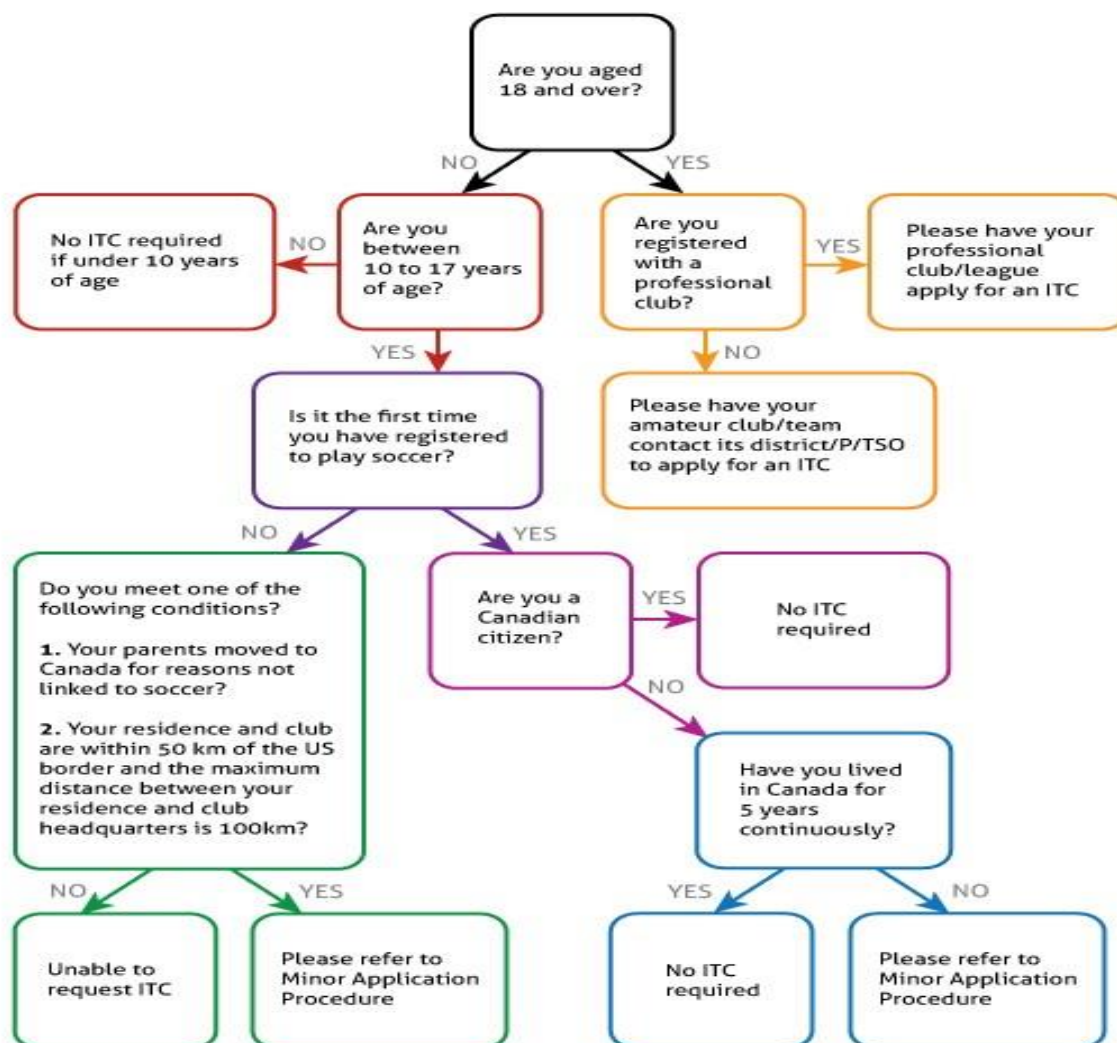 Are you aged
18 and over?
NO
YES
No ITC required
if under 10 years
of age
NO
Are you
between
10 to 17 years
of age?
Are you
registered
with a
professional
club?
YES
Please have your
professional
club/league
apply for an ITC
YES
NO
Is it the first time
you have registered
to play soccer?
Please have your
amateur club/team
contact its district/P/TSO
to apply for an ITC
NO
YES
Do you meet one of the
following conditions?
1. Your parents moved to
Canada for reasons not
linked to soccer?
2. Your residence and club
are within 50 km of the US
border and the maximum
distance between your
residence and club
headquarters is 100km?
Are you a
Canadian
citizen?
YES
No ITC
required
NO
Have you lived
in Canada for
5 years
continuously?
NO
YES
YES
NO
Unable to
request ITC
Please refer to
Minor Application
Procedure
No ITC
required
Please refer to
Minor Application
Procedure